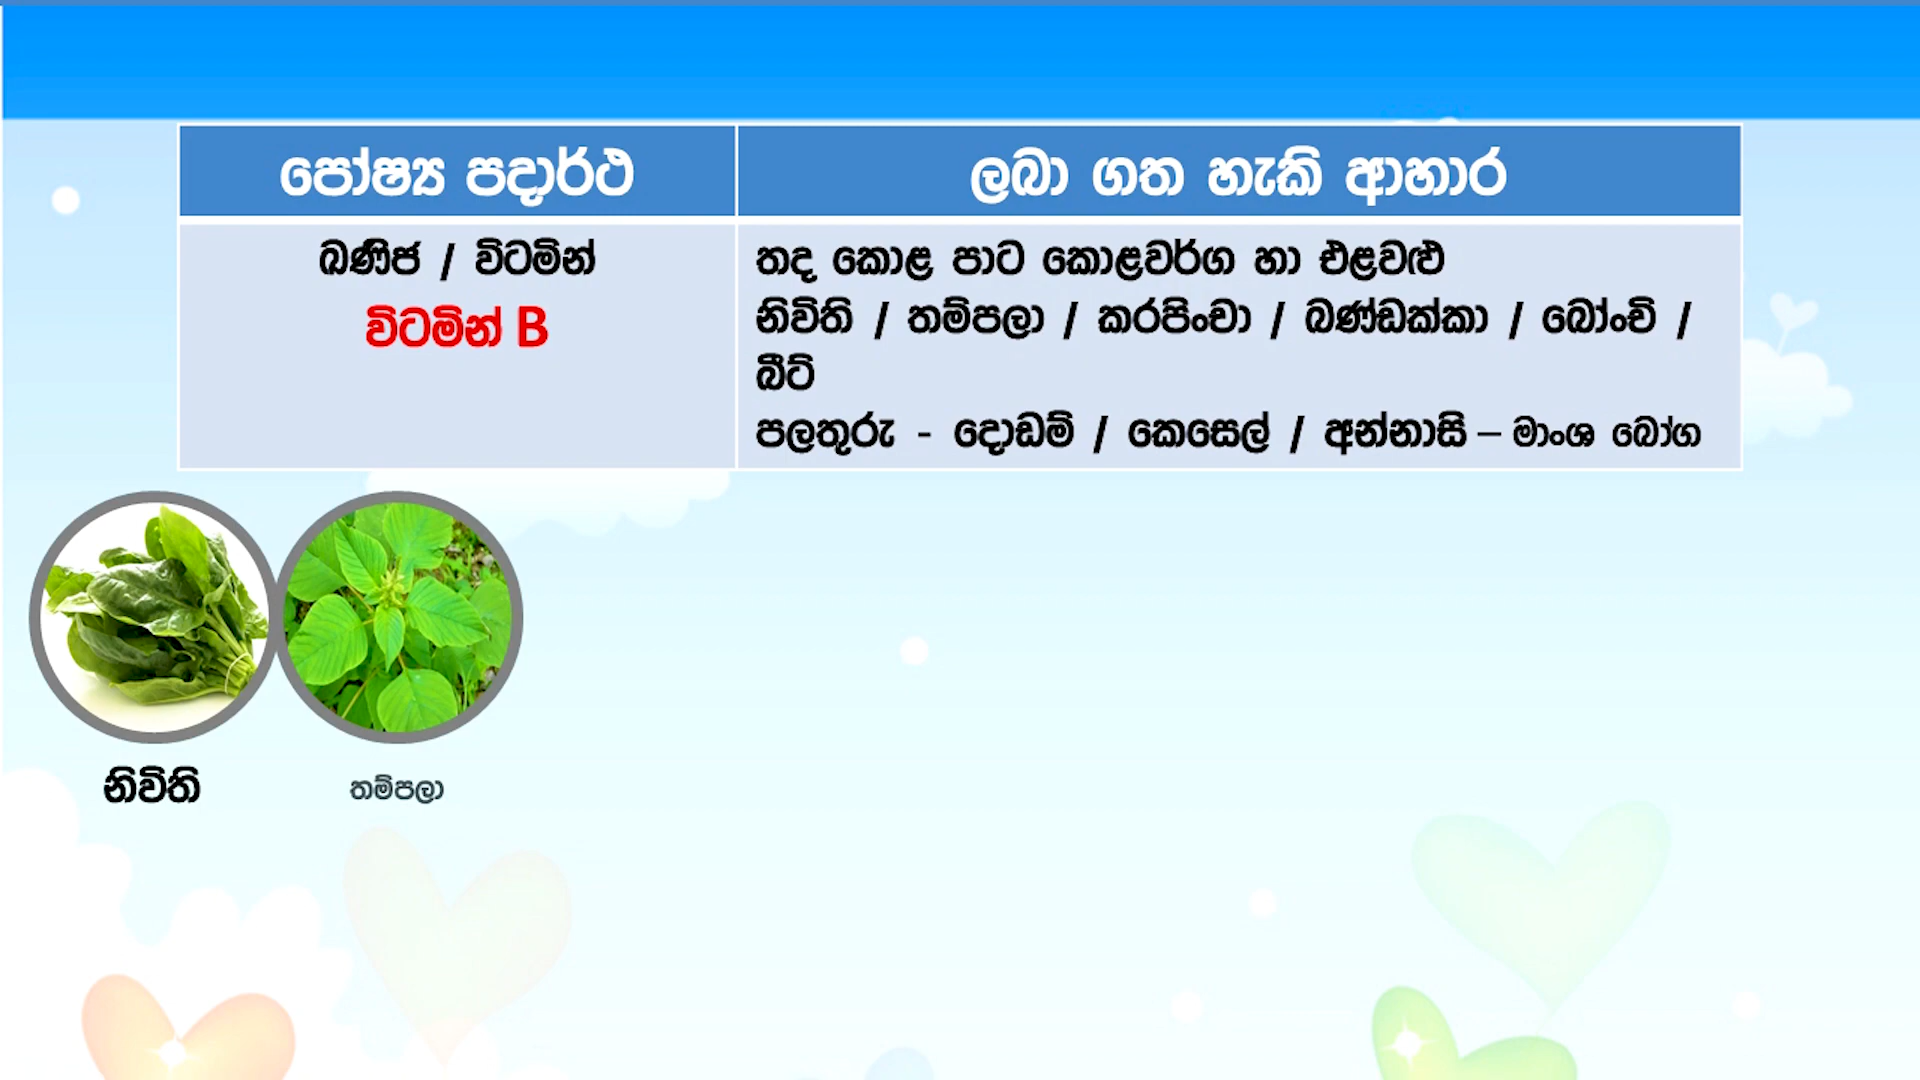 පෝෂ්‍ය පදාර්ථ
ලබා ගත හැකි ආහාර
ඛණිජ / විටමින්
විටමින් B
තද කොළ පාට කොළවර්ග හා එළවළු
නිවිති / තම්පලා / කරපිංචා / බණ්ඩක්කා / බෝංචි /
බීට්
පලතුරු - දොඩම් / කෙසෙල් / අන්නාසි – මාංශ බෝග
නිවිති
තම්පලා